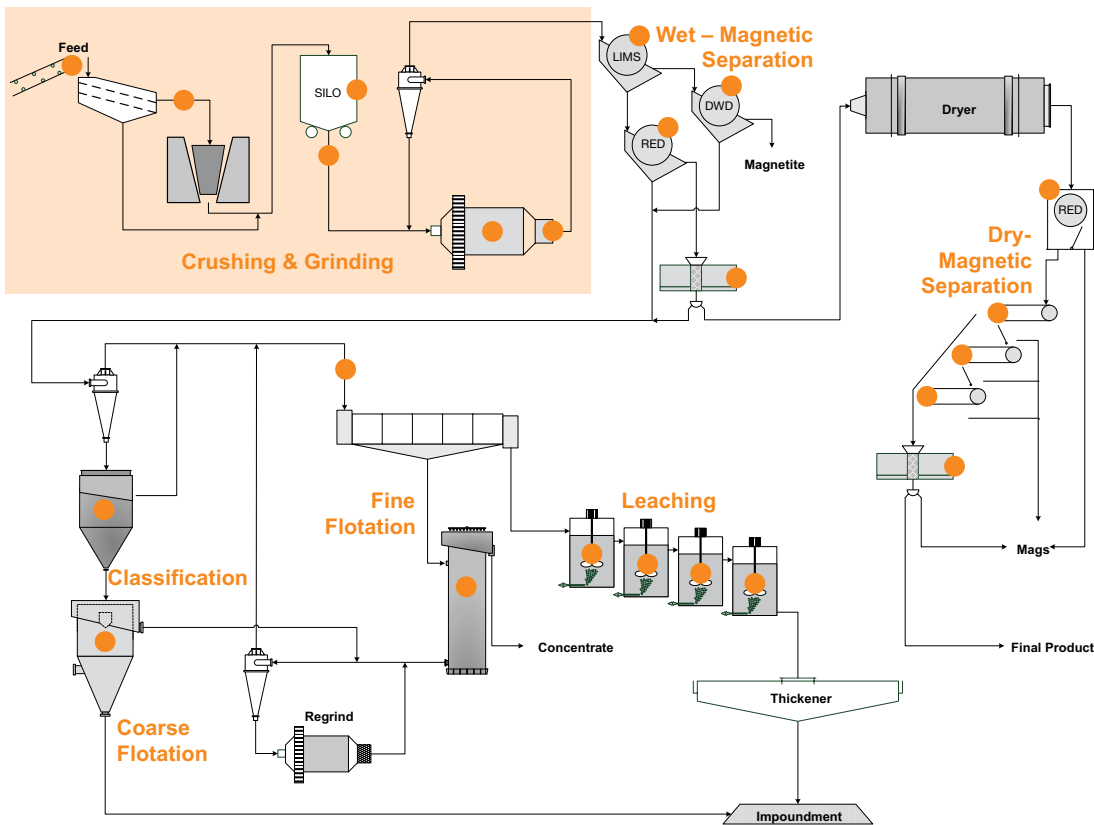 Feed
SILO
Crushing & Grinding
LIMS
Wet – Magnetic
Separation
DWD
RED
Magnetite
Dryer
RED
Dry-
Magnetic
Separation
Mags
Final Product
Fine
Flotation
Leaching
Classification
Concentrate
Coarse
Flotation
Regrind
Thickener
Impoundment